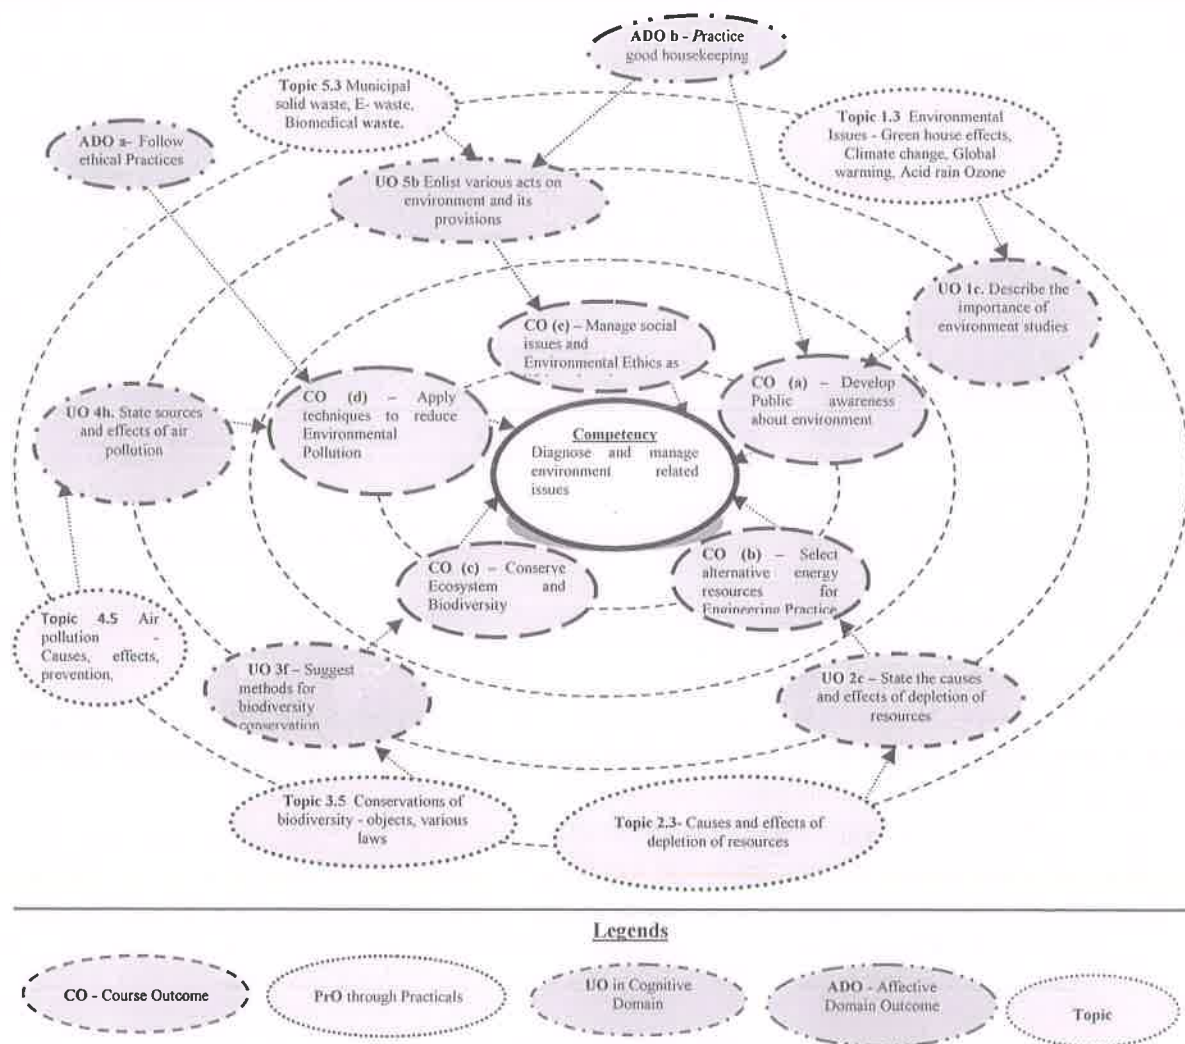 ADO b - Practice
good housekeeping
Topic 5.3 Municipal
solid waste, E- waste,
Biomedical waste.
Topic 1.3 Environmental
Issues - Green house effects,
Climate change, Global
warming, Acid rain Ozone
ADO a- Follow
ethical Practices
UO 5b Enlist various acts on
environment and its
provisions
UO 1c. Describe the
importance of
environment studies
CO (e) – Manage social
issues and
Environmental Ethics as
CO (a) – Develop
Public awareness
about environment
CO (d) – Apply
techniques to reduce
Environmental
Pollution
UO 4h. State sources
and effects of air
pollution
Competency
Diagnose and manage
environment related
issues
CO (c) – Conserve
Ecosystem and
Biodiversity
CO (b) – Select
alternative energy
resources for
Engineering Practice
Topic 4.5 Air
pollution -
Causes, effects,
prevention,
UO 3f – Suggest
methods for
biodiversity
conservation
UO 2c – State the causes
and effects of depletion of
resources
Topic 3.5 Conservations of
biodiversity - objects, various
laws
Topic 2.3- Causes and effects of
depletion of resources
Legends
CO - Course Outcome
PrO through Practicals
UO in Cognitive
Domain
ADO - Affective
Domain Outcome
Topic